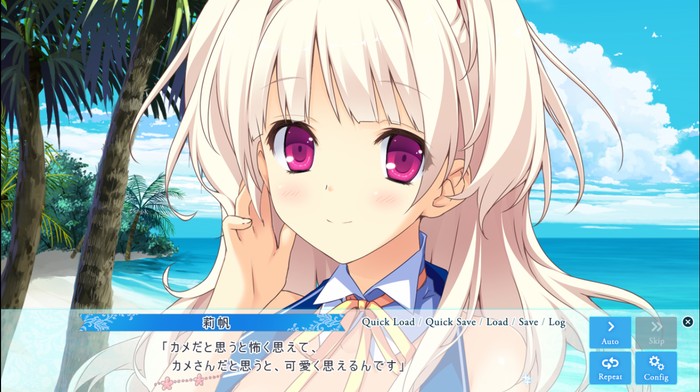 莉帆
Quick Load / Quick Save / Load / Save / Log
「カメだと思うと怖く思えて、
カメさんだと思うと、可愛く思えるんです」
Auto
Skip
Repeat
Config